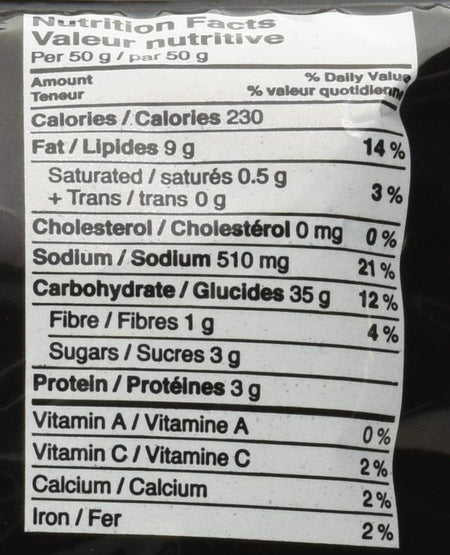 Nutrition Facts
Valeur nutritive
Per 50 g / par 50 g
Amount % Daily Value
Teneur % valeur quotidienne
Calories / Calories 230
Fat / Lipides 9 g 14 %
Saturated / saturés 0.5 g
+ Trans / trans 0 g 3 %
Cholesterol / Cholestérol 0 mg 0 %
Sodium / Sodium 510 mg 21 %
Carbohydrate / Glucides 35 g 12 %
Fibre / Fibres 1 g 4 %
Sugars / Sucres 3 g
Protein / Protéines 3 g
Vitamin A / Vitamine A 0 %
Vitamin C / Vitamine C 2 %
Calcium / Calcium 2 %
Iron / Fer 2 %